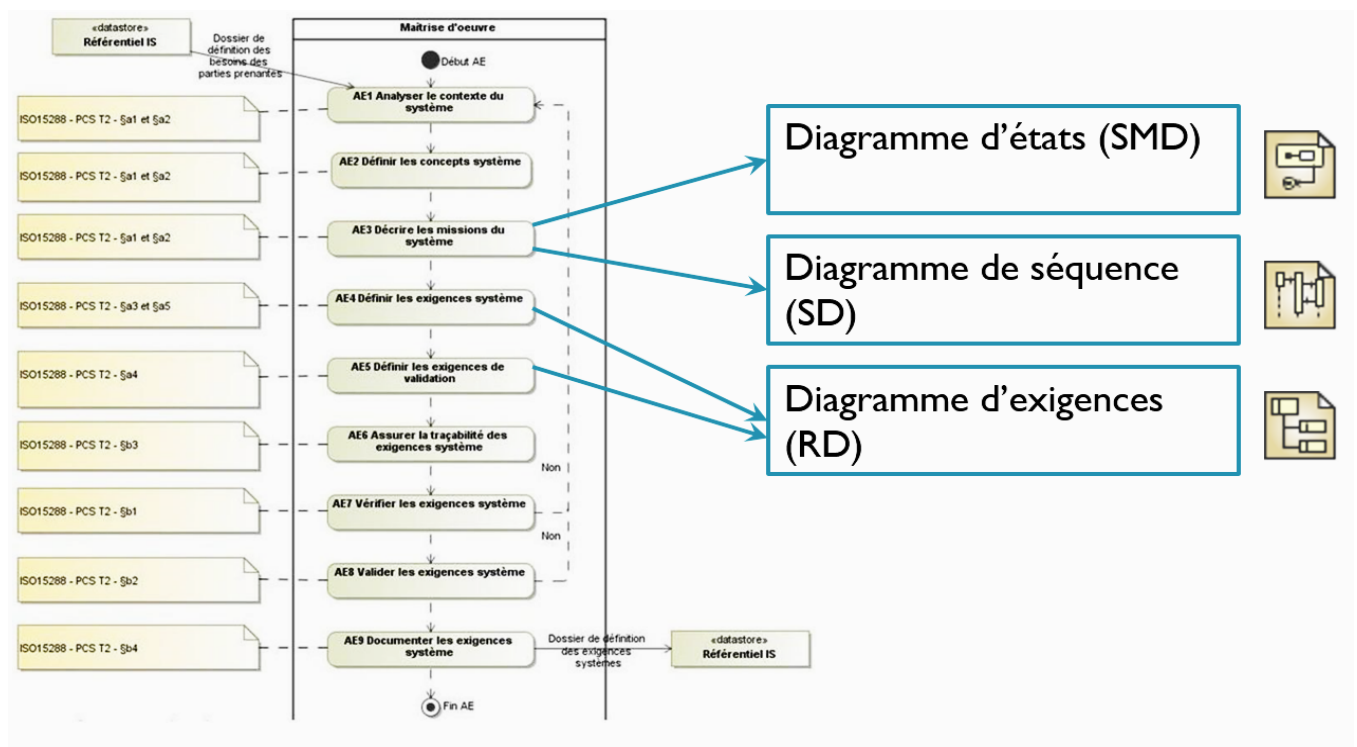 «datastore»
Référentiel IS
Dossier de
définition des
besoins des
parties prenantes
Maîtrise d'oeuvre
Début AE
ISO15288 - PCS T2 - §a1 et §a2
AE1 Analyser le contexte du
système
ISO15288 - PCS T2 - §a1 et §a2
AE2 Définir les concepts système
ISO15288 - PCS T2 - §a1 et §a2
AE3 Décrire les missions du
système
ISO15288 - PCS T2 - §a3 et §a5
AE4 Définir les exigences système
ISO15288 - PCS T2 - §a4
AE5 Définir les exigences de
validation
ISO15288 - PCS T2 - §b3
AE6 Assurer la traçabilité des
exigences système
Non
ISO15288 - PCS T2 - §b1
AE7 Vérifier les exigences système
Non
ISO15288 - PCS T2 - §b2
AE8 Valider les exigences système
ISO15288 - PCS T2 - §b4
AE9 Documenter les exigences
système
Dossier de définition
des exigences
systèmes
«datastore»
Référentiel IS
Fin AE
Diagramme d'états (SMD)
Diagramme de séquence
(SD)
Diagramme d'exigences
(RD)